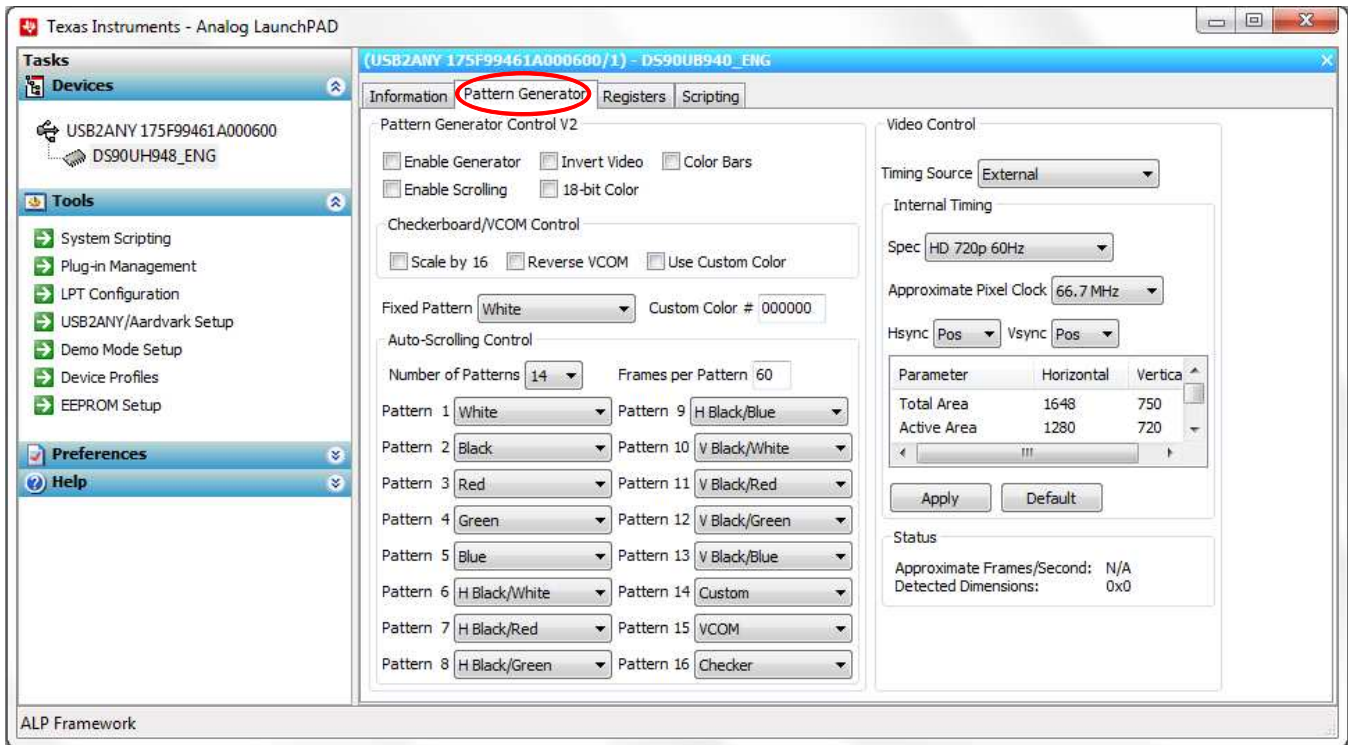 Texas Instruments - Analog LaunchPAD
Tasks
Devices
USB2ANY 175F99461A000600
DS90UH948_ENG
Tools
System Scripting
Plug-in Management
LPT Configuration
USB2ANY/Aardvark Setup
Demo Mode Setup
Device Profiles
EEPROM Setup
Preferences
Help
(USB2ANY 175F99461A000600/1) - DS90UB940_ENG
Information Pattern Generator Registers Scripting
Pattern Generator Control V2
Enable Generator Invert Video Color Bars
Enable Scrolling 18-bit Color
Checkerboard/VCOM Control
Scale by 16 Reverse VCOM Use Custom Color
Fixed Pattern White Custom Color # 000000
Auto-Scrolling Control
Number of Patterns 14 Frames per Pattern 60
Pattern 1 White Pattern 9 H Black/Blue
Pattern 2 Black Pattern 10 V Black/White
Pattern 3 Red Pattern 11 V Black/Red
Pattern 4 Green Pattern 12 V Black/Green
Pattern 5 Blue Pattern 13 V Black/Blue
Pattern 6 H Black/White Pattern 14 Custom
Pattern 7 H Black/Red Pattern 15 VCOM
Pattern 8 H Black/Green Pattern 16 Checker
Video Control
Timing Source External
Internal Timing
Spec HD 720p 60Hz
Approximate Pixel Clock 66.7 MHz
Hsync Pos Vsync Pos
Parameter Horizontal Vertica
Total Area 1648 750
Active Area 1280 720
Apply Default
Status
Approximate Frames/Second: N/A
Detected Dimensions: 0x0
ALP Framework